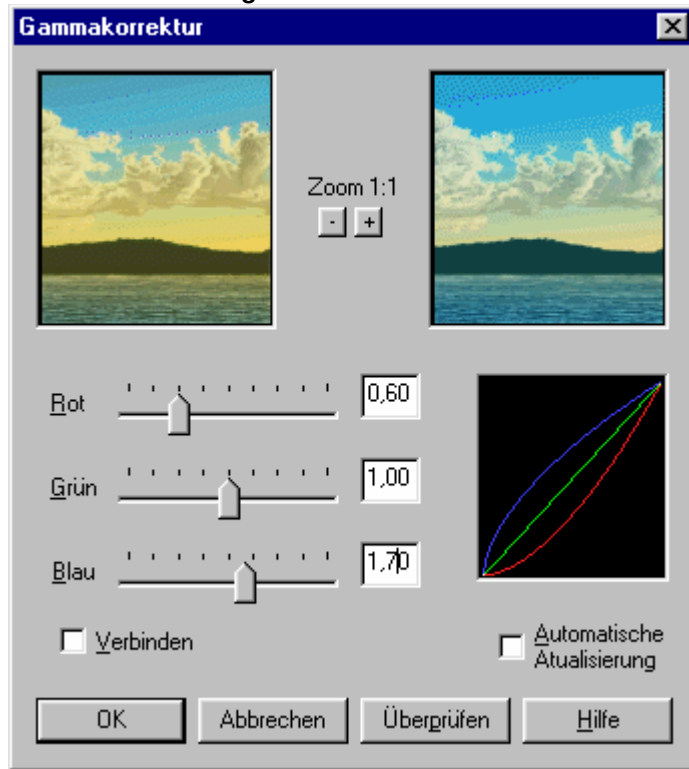 Gammakorrektur
Zoom 1:1
- +
Rot 0,60
Grün 1,00
Blau 1,70
Verbinden
Automatische
Atualisierung
OK Abbrechen Überprüfen Hilfe